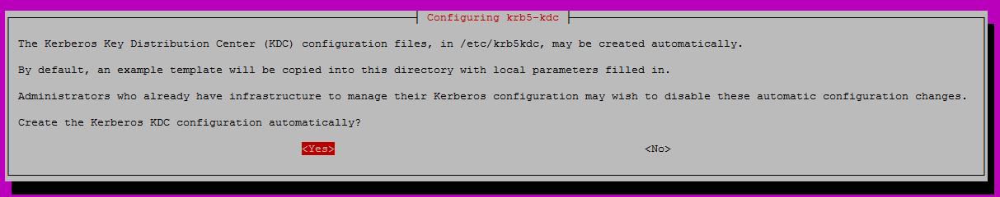 Configuring krb5-kdc
The Kerberos Key Distribution Center (KDC) configuration files, in /etc/krb5kdc, may be created automatically.
By default, an example template will be copied into this directory with local parameters filled in.
Administrators who already have infrastructure to manage their Kerberos configuration may wish to disable these automatic configuration changes.
Create the Kerberos KDC configuration automatically?
<Yes> <No>